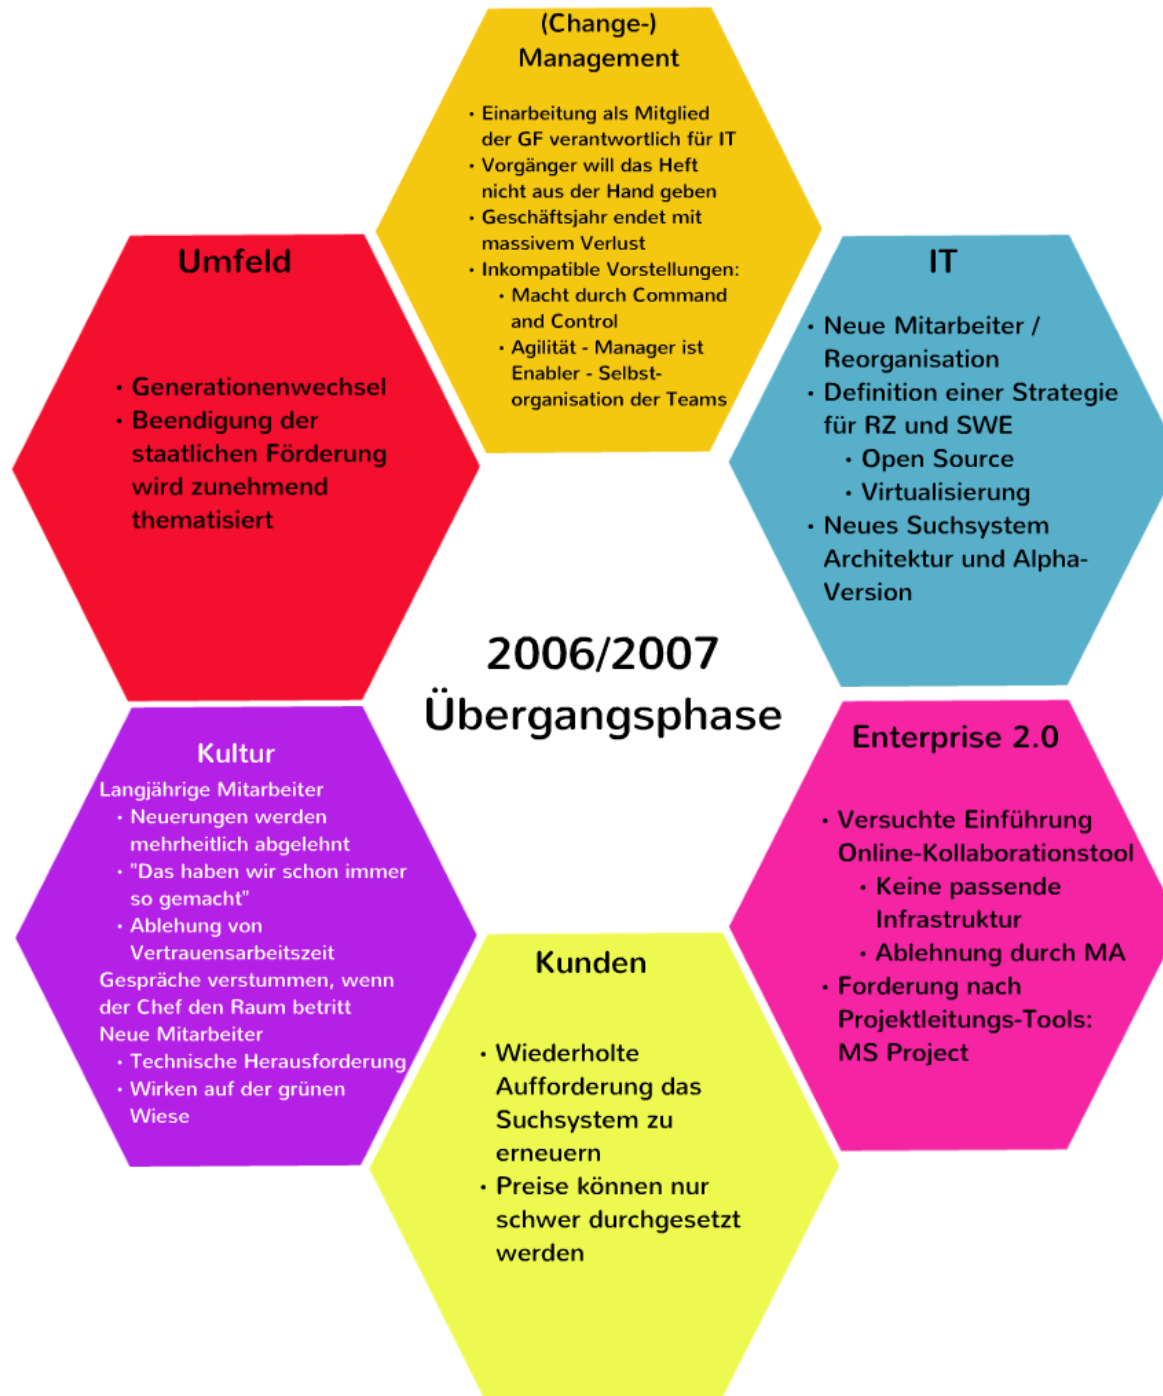 (Change-)
Management
• Einarbeitung als Mitglied
der GF verantwortlich für IT
• Vorgänger will das Heft
nicht aus der Hand geben
• Geschäftsjahr endet mit
massivem Verlust
• Inkompatible Vorstellungen:
• Macht durch Command
and Control
• Agilität - Manager ist
Enabler - Selbst-
organisation der Teams
Umfeld
• Generationenwechsel
• Beendigung der
staatlichen Förderung
wird zunehmend
thematisiert
IT
• Neue Mitarbeiter /
Reorganisation
• Definition einer Strategie
für RZ und SWE
• Open Source
• Virtualisierung
• Neues Suchsystem
Architektur und Alpha-
Version
2006/2007
Übergangsphase
Kultur
Langjährige Mitarbeiter
• Neuerungen werden
mehrheitlich abgelehnt
• "Das haben wir schon immer
so gemacht"
• Ablehung von
Vertrauensarbeitszeit
Gespräche verstummen, wenn
der Chef den Raum betritt
Neue Mitarbeiter
• Technische Herausforderung
• Wirken auf der grünen
Wiese
Enterprise 2.0
• Versuchte Einführung
Online-Kollaborationstool
• Keine passende
Infrastruktur
• Ablehnung durch MA
• Forderung nach
Projektleitungs-Tools:
MS Project
Kunden
• Wiederholte
Aufforderung das
Suchsystem zu
erneuern
• Preise können nur
schwer durchgesetzt
werden